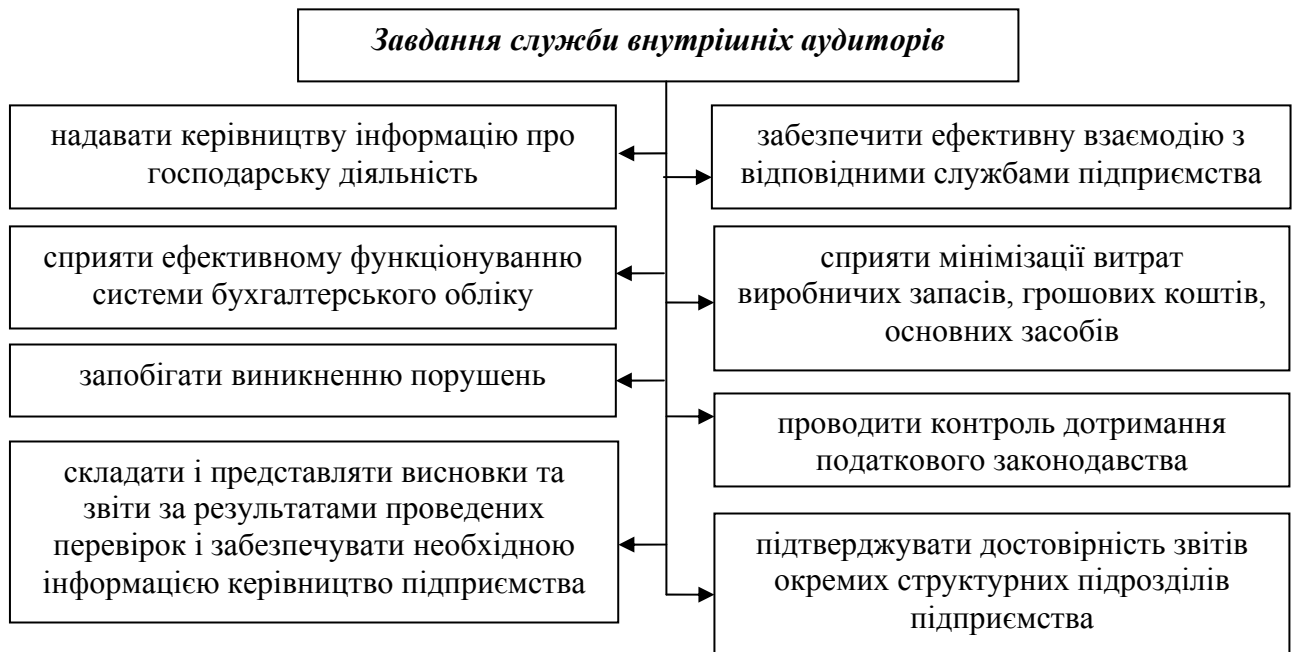 Завдання служби внутрішніх аудиторів
надавати керівництву інформацію про
господарську діяльність
сприяти ефективному функціонуванню
системи бухгалтерського обліку
запобігати виникненню порушень
складати і представляти висновки та
звіти за результатами проведених
перевірок і забезпечувати необхідною
інформацією керівництво підприємства
забезпечити ефективну взаємодію з
відповідними службами підприємства
сприяти мінімізації витрат
виробничих запасів, грошових коштів,
основних засобів
проводити контроль дотримання
податкового законодавства
підтверджувати достовірність звітів
окремих структурних підрозділів
підприємства